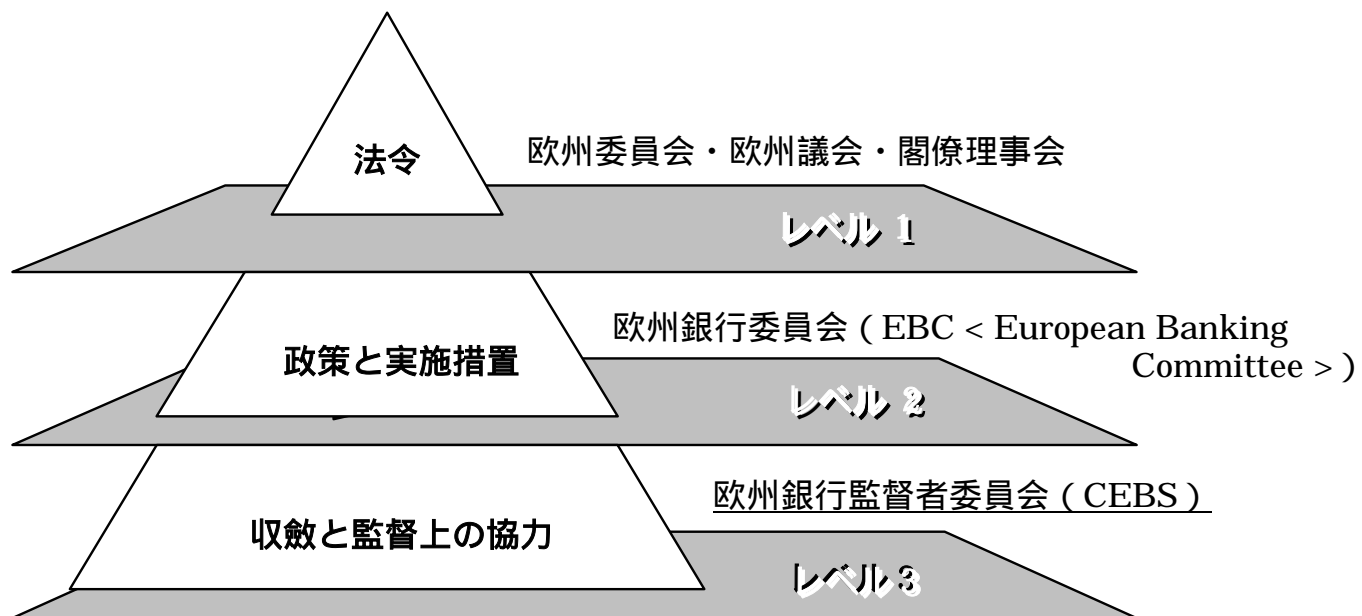 法令
欧州委員会・欧州議会・閣僚理事会
レベル 1
欧州銀行委員会 ( EBC < European Banking
Committee > )
政策と実施措置
レベル 2
欧州銀行監督者委員会 ( CEBS )
収斂と監督上の協力
レベル 3